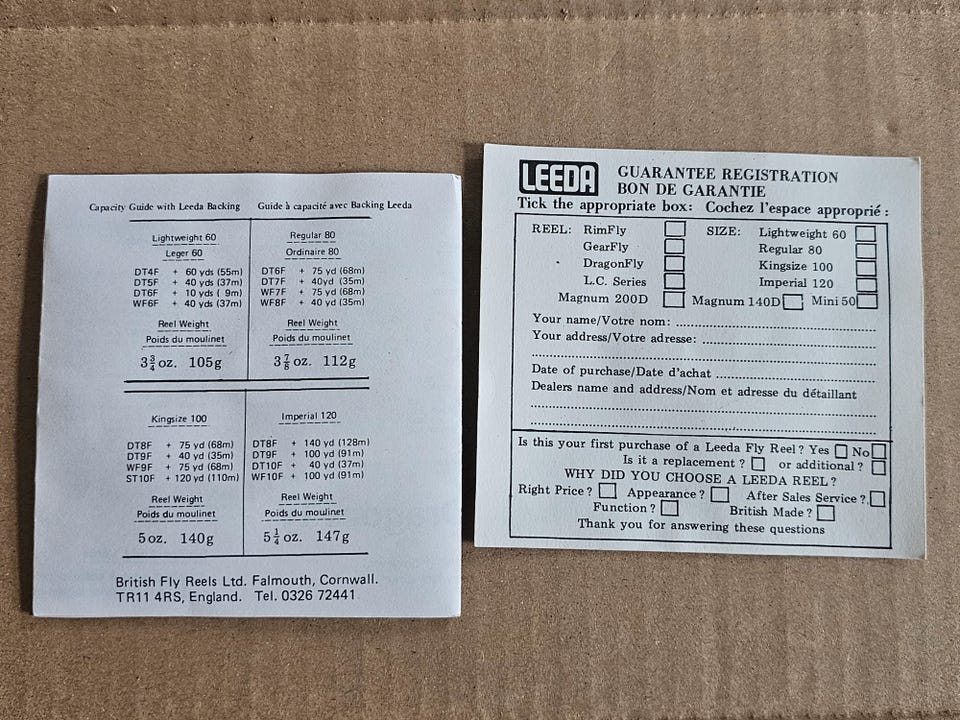 Capacity Guide with Leeda Backing
Guide à capacité avec Backing Leeda
Lightweight 60
Leger 60
DT4F + 60 yds (55m)
DT5F + 40 yds (37m)
DT6F + 10 yds ( 9m)
WF6F + 40 yds (37m)
Reel Weight
Poids du moulinet
3¾ oz. 105g
Regular 80
Ordinaire 80
DT6F + 75 yd (68m)
DT7F + 40yd (35m)
WF7F + 75 yd (68m)
WF8F + 40 yd (35m)
Reel Weight
Poids du moulinet
3⅞ oz. 112g
Kingsize 100
DT8F + 75 yd (68m)
DT9F + 40 yd (35m)
WF9F + 75 yd (68m)
ST10F + 120 yd (110m)
Reel Weight
Poids du moulinet
5 oz. 140g
Imperial 120
DT8F + 140 yd (128m)
DT9F + 100 yd (91m)
DT10F + 40 yd (37m)
WF10F + 100 yd (91m)
Reel Weight
Poids du moulinet
5¼ oz. 147g
British Fly Reels Ltd. Falmouth, Cornwall.
TR11 4RS, England. Tel. 0326 72441
LEEDA
GUARANTEE REGISTRATION
BON DE GARANTIE
Tick the appropriate box: Cochez l'espace approprié :
REEL: RimFly SIZE: Lightweight 60
GearFly Regular 80
DragonFly Kingsize 100
L.C. Series Imperial 120
Magnum 200D Magnum 140D Mini 50
Your name/Votre nom:
Your address/Votre adresse:
Date of purchase/Date d'achat
Dealers name and address/Nom et adresse du détaillant
Is this your first purchase of a Leeda Fly Reel? Yes No
Is it a replacement ? or additional ?
WHY DID YOU CHOOSE A LEEDA REEL ?
Right Price ? Appearance ? After Sales Service ?
Function ? British Made ?
Thank you for answering these questions